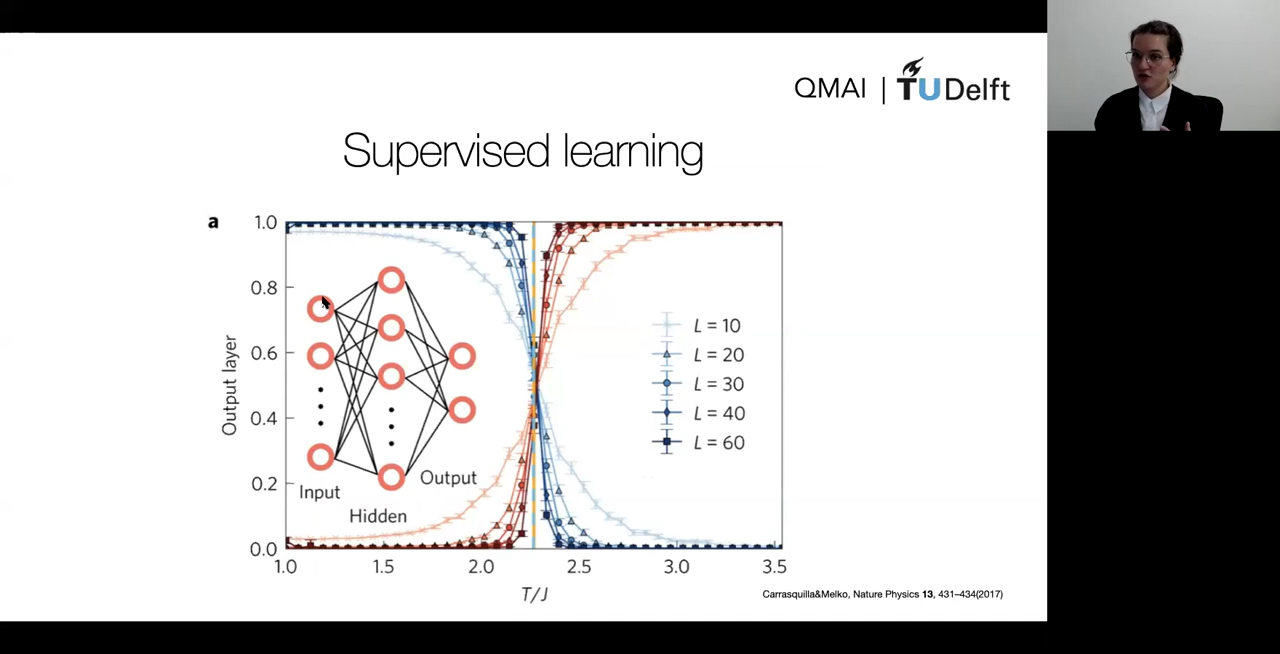 QMAI | TU Delft
Supervised learning
a
1.0
0.8
0.6
0.4
0.2
0.0
Output layer
Input
Hidden
Output
L = 10
L = 20
L = 30
L = 40
L = 60
1.0 1.5 2.0 2.5 3.0 3.5
T/J
Carrasquilla&Melko, Nature Physics 13, 431–434(2017)